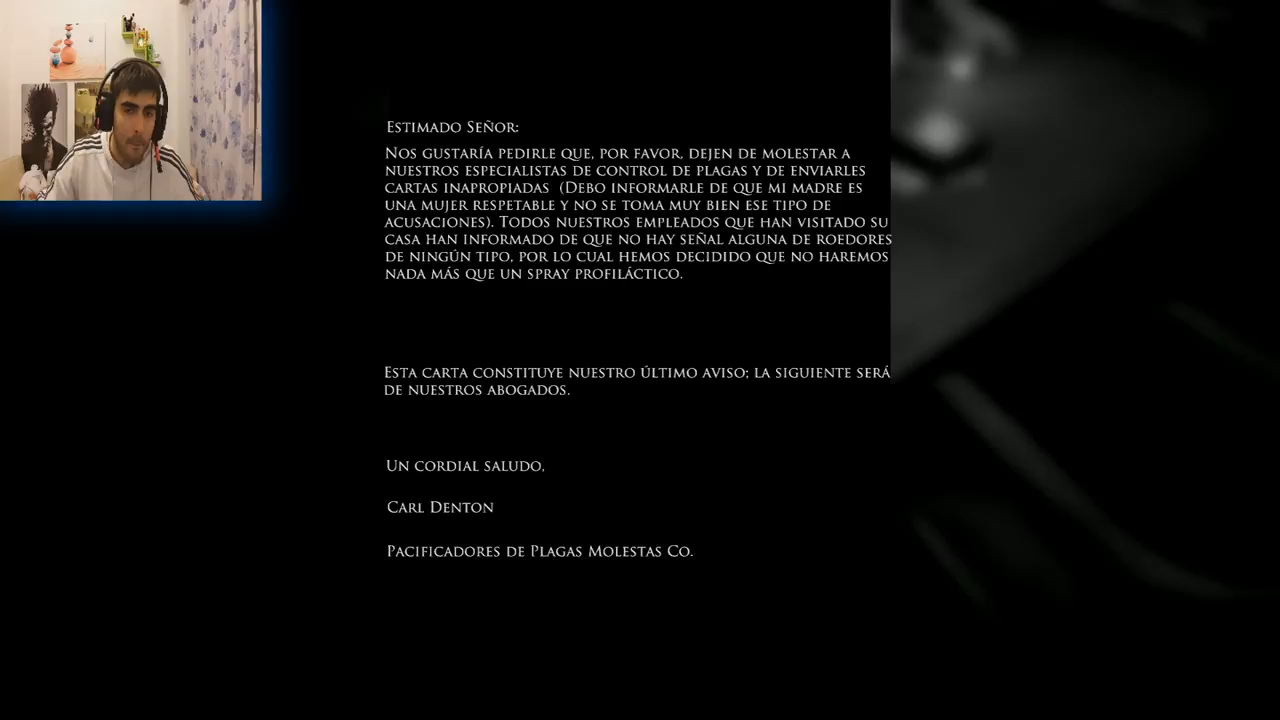 Estimado Señor:
Nos gustaría pedirle que, por favor, dejen de molestar a
nuestros especialistas de control de plagas y de enviarles
cartas inapropiadas (Debo informarle de que mi madre es
una mujer respetable y no se toma muy bien ese tipo de
acusaciones). Todos nuestros empleados que han visitado su
casa han informado de que no hay señal alguna de roedores
de ningún tipo, por lo cual hemos decidido que no haremos
nada más que un spray profiláctico.
Esta carta constituye nuestro último aviso; la siguiente será
de nuestros abogados.
Un cordial saludo,
Carl Denton
Pacificadores de Plagas Molestas Co.